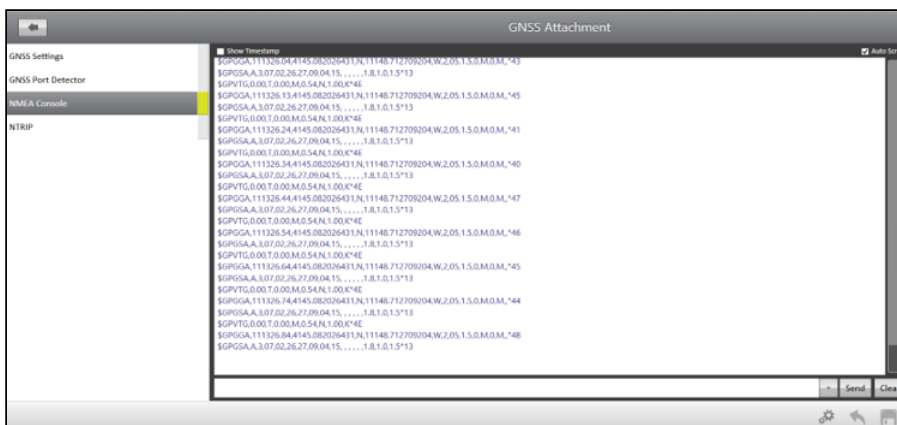 GNSS Attachment
GNSS Settings
GNSS Port Detector
NMEA Console
NTRIP
Show Timestamp
Auto Scr
$GPGGA,111326.04,4145.082026431,N,11148.712709204,W,2,05,1.5,0,M,0,M,,*43
$GPGSA,A,3,07,02,26,27,09,04,15, , , , , ,1.8,1.0,1.5*13
$GPVTG,0.00,T,0.00,M,0.54,N,1.00,K*4E
$GPGGA,111326.13,4145.082026431,N,11148.712709204,W,2,05,1.5,0,M,0,M,,*45
$GPGSA,A,3,07,02,26,27,09,04,15, , , , , ,1.8,1.0,1.5*13
$GPVTG,0.00,T,0.00,M,0.54,N,1.00,K*4E
$GPGGA,111326.24,4145.082026431,N,11148.712709204,W,2,05,1.5,0,M,0,M,,*41
$GPGSA,A,3,07,02,26,27,09,04,15, , , , , ,1.8,1.0,1.5*13
$GPVTG,0.00,T,0.00,M,0.54,N,1.00,K*4E
$GPGGA,111326.34,4145.082026431,N,11148.712709204,W,2,05,1.5,0,M,0,M,,*40
$GPGSA,A,3,07,02,26,27,09,04,15, , , , , ,1.8,1.0,1.5*13
$GPVTG,0.00,T,0.00,M,0.54,N,1.00,K*4E
$GPGGA,111326.44,4145.082026431,N,11148.712709204,W,2,05,1.5,0,M,0,M,,*47
$GPGSA,A,3,07,02,26,27,09,04,15, , , , , ,1.8,1.0,1.5*13
$GPVTG,0.00,T,0.00,M,0.54,N,1.00,K*4E
$GPGGA,111326.54,4145.082026431,N,11148.712709204,W,2,05,1.5,0,M,0,M,,*46
$GPGSA,A,3,07,02,26,27,09,04,15, , , , , ,1.8,1.0,1.5*13
$GPVTG,0.00,T,0.00,M,0.54,N,1.00,K*4E
$GPGGA,111326.64,4145.082026431,N,11148.712709204,W,2,05,1.5,0,M,0,M,,*45
$GPGSA,A,3,07,02,26,27,09,04,15, , , , , ,1.8,1.0,1.5*13
$GPVTG,0.00,T,0.00,M,0.54,N,1.00,K*4E
$GPGGA,111326.74,4145.082026431,N,11148.712709204,W,2,05,1.5,0,M,0,M,,*44
$GPGSA,A,3,07,02,26,27,09,04,15, , , , , ,1.8,1.0,1.5*13
$GPVTG,0.00,T,0.00,M,0.54,N,1.00,K*4E
$GPGGA,111326.84,4145.082026431,N,11148.712709204,W,2,05,1.5,0,M,0,M,,*4B
$GPGSA,A,3,07,02,26,27,09,04,15, , , , , ,1.8,1.0,1.5*13
Send
Clea